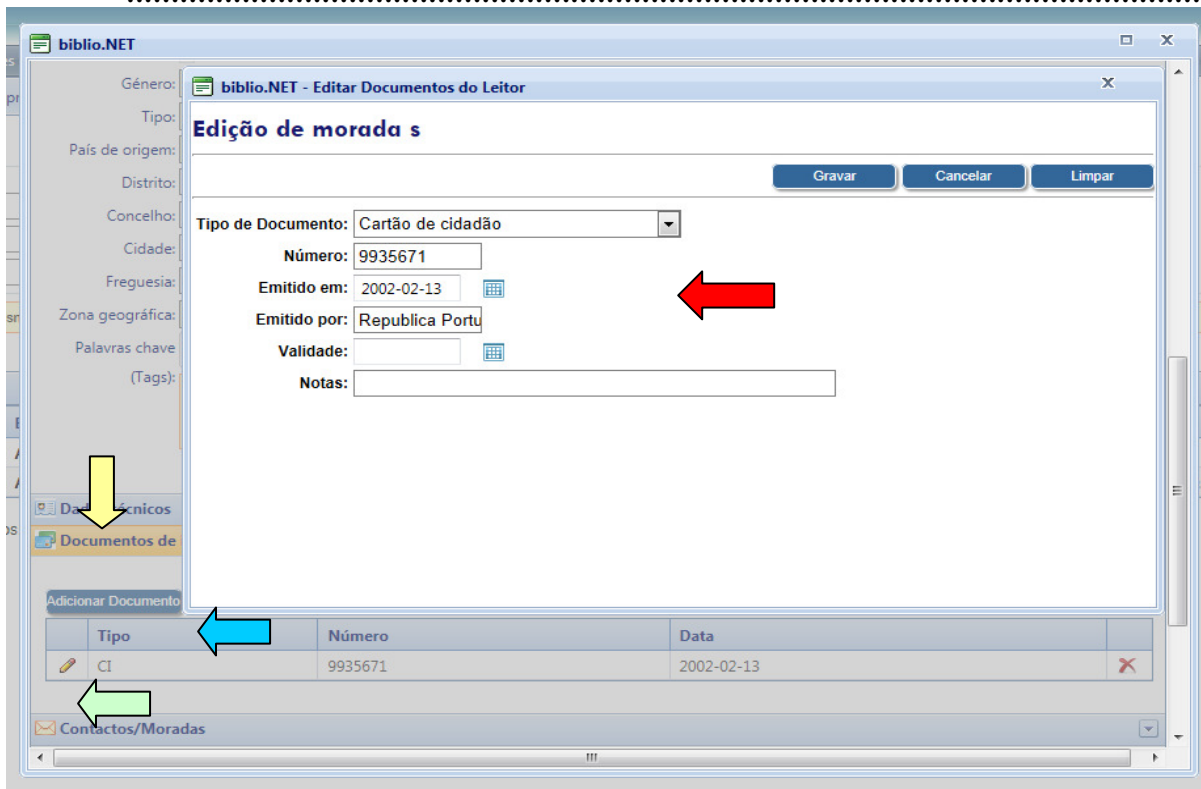 biblio.NET
Género:
Tipo:
País de origem:
Distrito:
Concelho:
Cidade:
Freguesia:
Zona geográfica:
Palavras chave
(Tags):
biblio.NET - Editar Documentos do Leitor
Edição de morada s
Gravar Cancelar Limpar
Tipo de Documento: Cartão de cidadão
Número: 9935671
Emitido em: 2002-02-13
Emitido por: Republica Portu
Validade:
Notas:
Documentos de
Adicionar Documento
Tipo Número Data
CI 9935671 2002-02-13
Contactos/Moradas